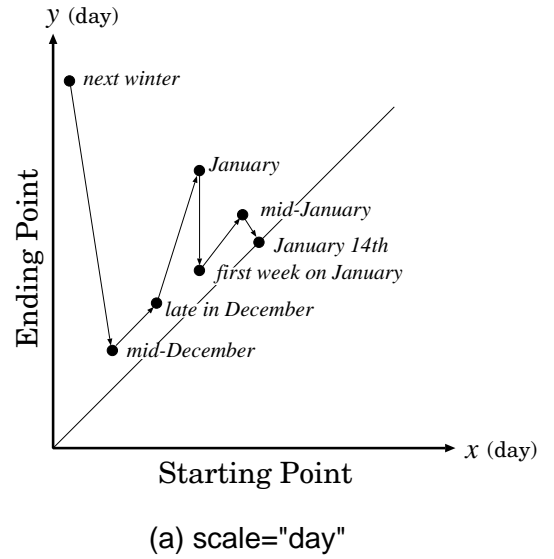 y (day)
next winter
January
mid-January
January 14th
first week on January
late in December
mid-December
Ending Point
x (day)
Starting Point
(a) scale="day"